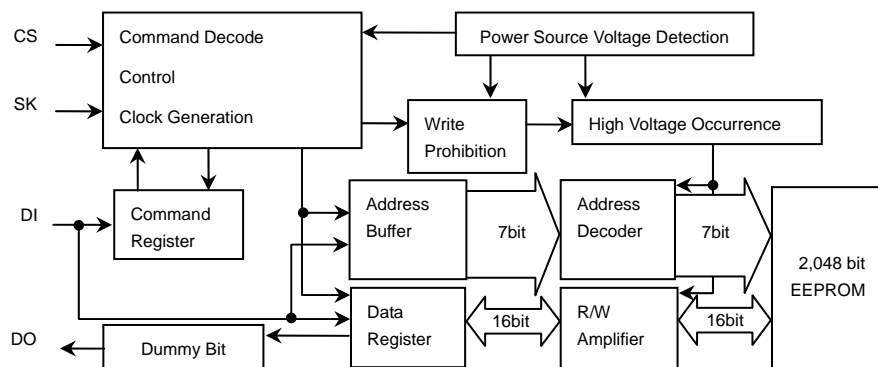 CS
Command Decode
Control
Clock Generation
SK
Power Source Voltage Detection
Write
Prohibition
High Voltage Occurrence
DI
Command
Register
Address
Buffer
7bit
Address
Decoder
7bit
2,048 bit
EEPROM
Data
Register
16bit
R/W
Amplifier
16bit
DO
Dummy Bit